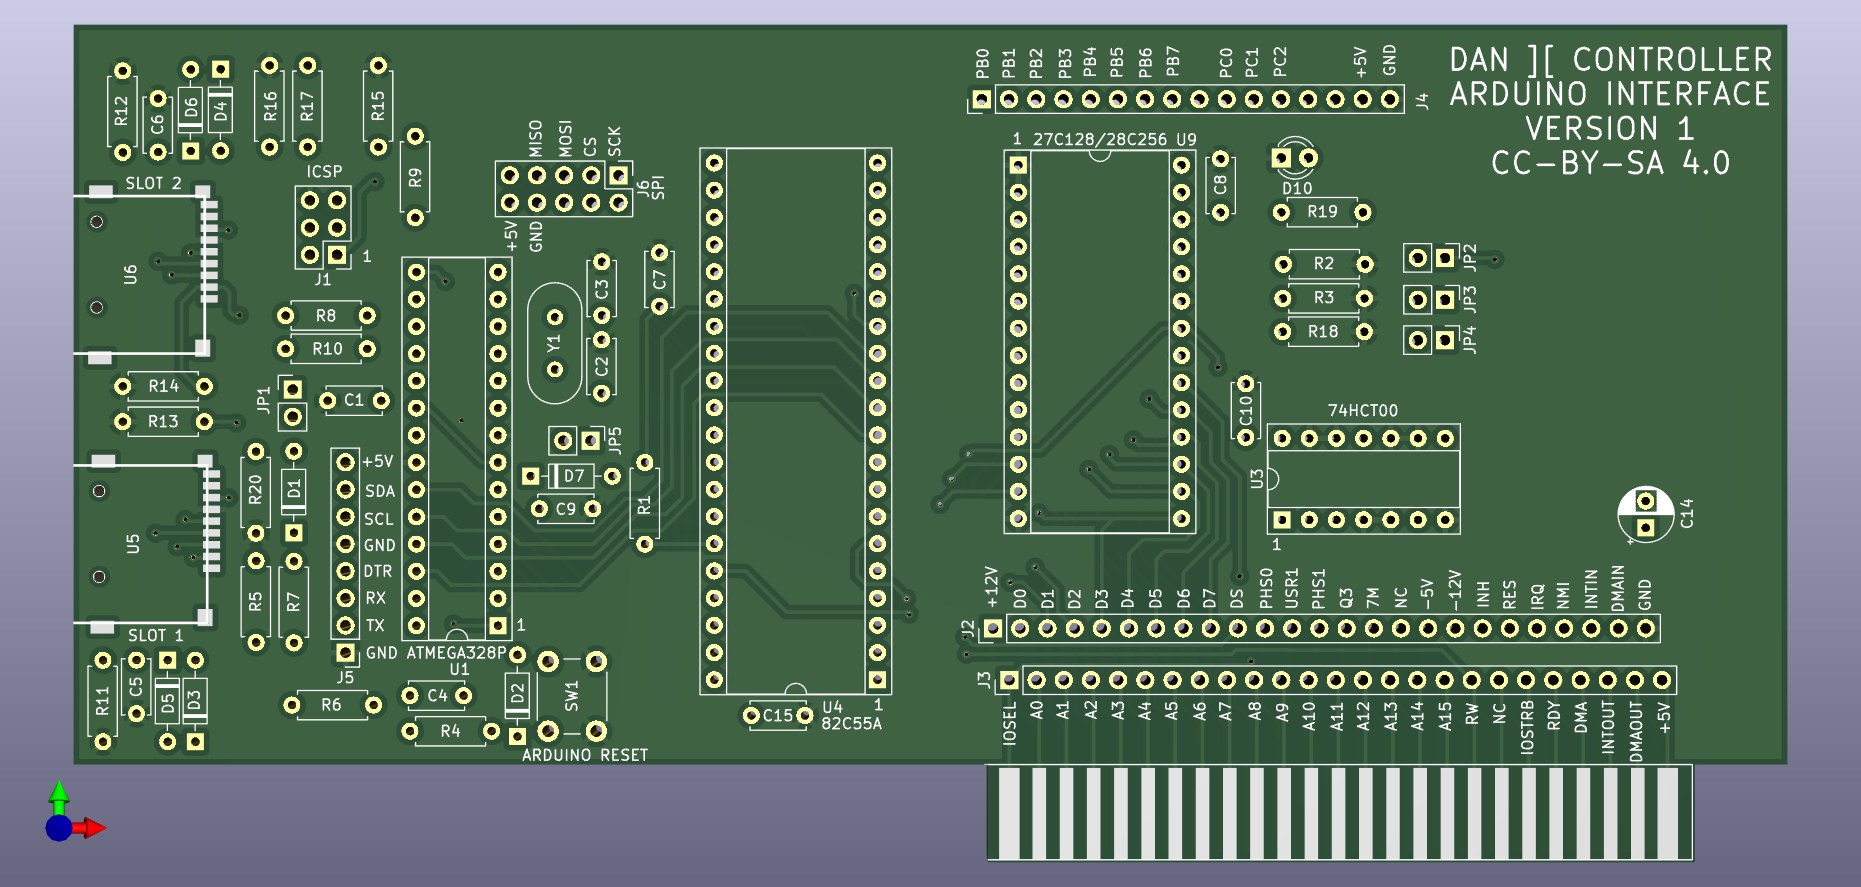 DAN ][ CONTROLLER
ARDUINO INTERFACE
VERSION 1
CC-BY-SA 4.0
PB0 PB1 PB2 PB3 PB4 PB5 PB6 PB7 PC0 PC1 PC2 +5V GND
J4
R12 C6 D6 D4 R16 R17 R15 R9
SLOT 2
ICSP
J1
1
U6
MISO MOSI CS SCK
J6
SPI
+5V GND
1 27C128/28C256 U9
C8
D10
R19
R2
R3
R18
JP2
JP3
JP4
R8
R10
R14
R13
JP1
C1
Y1
C3
C2
C7
JP5
D7
C9
R1
C10
74HCT00
U3
1
C14
+
U5
SLOT 1
R20
D1
R5
R7
+5V
SDA
SCL
GND
DTR
RX
TX
GND
J5
1
ATMEGA328P
U1
R11 C5 D5 D3
R6
C4
R4
D2
SW1
ARDUINO RESET
C15
U4
82C55A
1
J2
+12V D0 D1 D2 D3 D4 D5 D6 D7 DS PHS0 USR1 PHS1 Q3 7M NC -5V -12V INH RES IRQ NMI INTIN DMAIN GND
J3
IOSEL A0 A1 A2 A3 A4 A5 A6 A7 A8 A9 A10 A11 A12 A13 A14 A15 RW NC IOSTRB RDY DMA INTOUT DMAOUT +5V